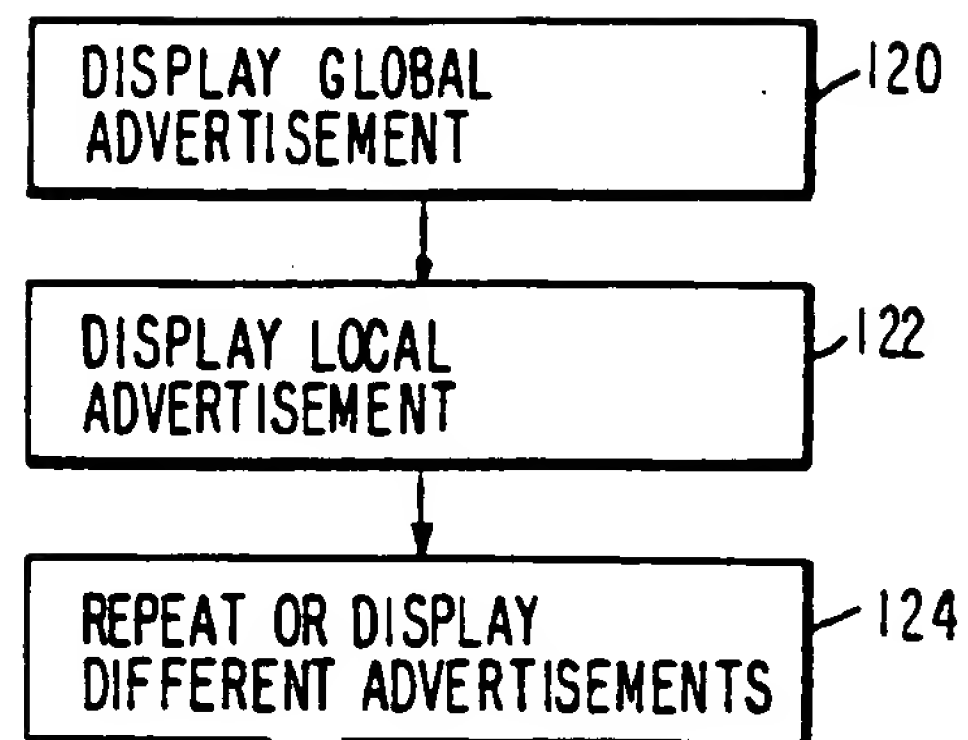 DISPLAY GLOBAL
ADVERTISEMENT
120
DISPLAY LOCAL
ADVERTISEMENT
122
REPEAT OR DISPLAY
DIFFERENT ADVERTISEMENTS
124